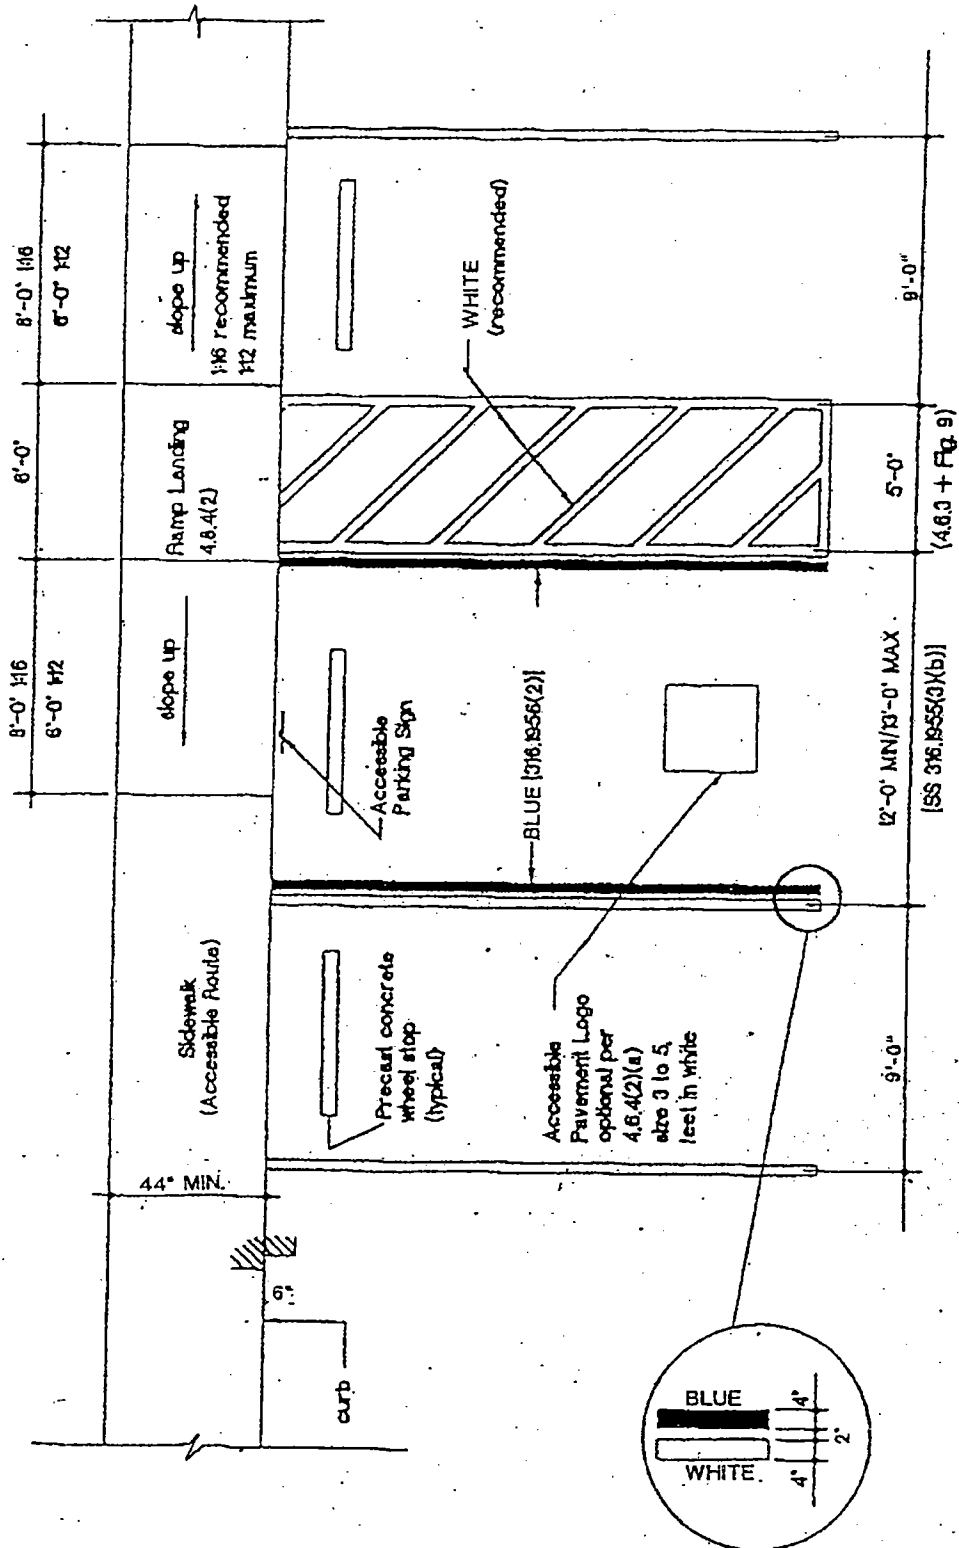 8'-0" 1:16
6'-0" 1:12
6'-0"
8'-0" 1:16
6'-0" 1:12
slope up
Ramp Landing
4.8.4(2)
slope up
1:16 recommended
1:12 maximum
Sidewalk
(Accessible Route)
44" MIN.
6"
curb
Precast concrete
wheel stop
(typical)
Accessible
Parking Sign
WHITE
(recommended)
BLUE [316.1956(2)]
Accessible
Pavement Logo
optional per
4.6.4(2)(a)
size 3 to 5,
feet in white
9'-0"
12'-0" MIN/13'-0" MAX.
[SS 316.1955(3)(b)]
5'-0"
(4.6.3 + Fig. 9)
9'-0"
BLUE
WHITE.
4"
2"
4"